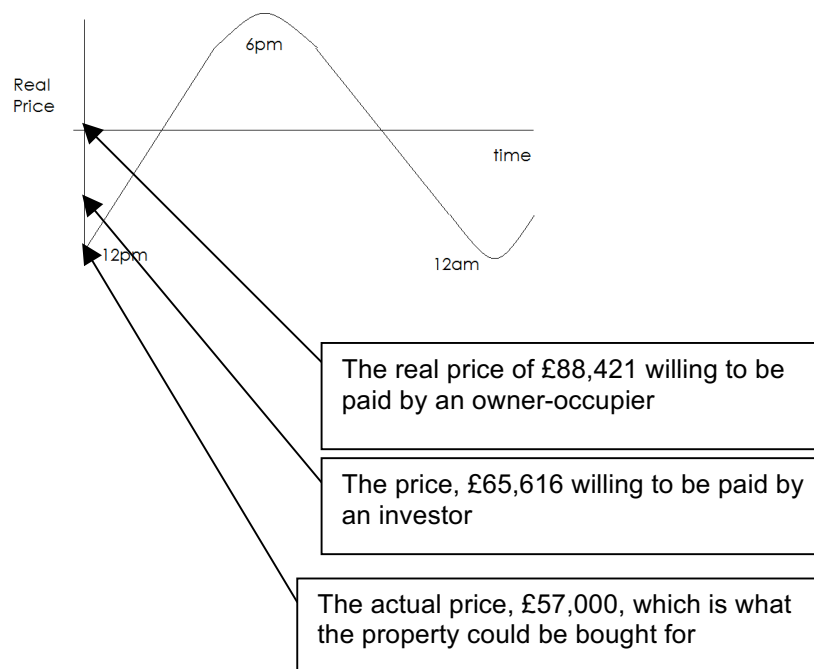 6pm
Real
Price
time
12pm
12am
The real price of £88,421 willing to be
paid by an owner-occupier
The price, £65,616 willing to be paid by
an investor
The actual price, £57,000, which is what
the property could be bought for